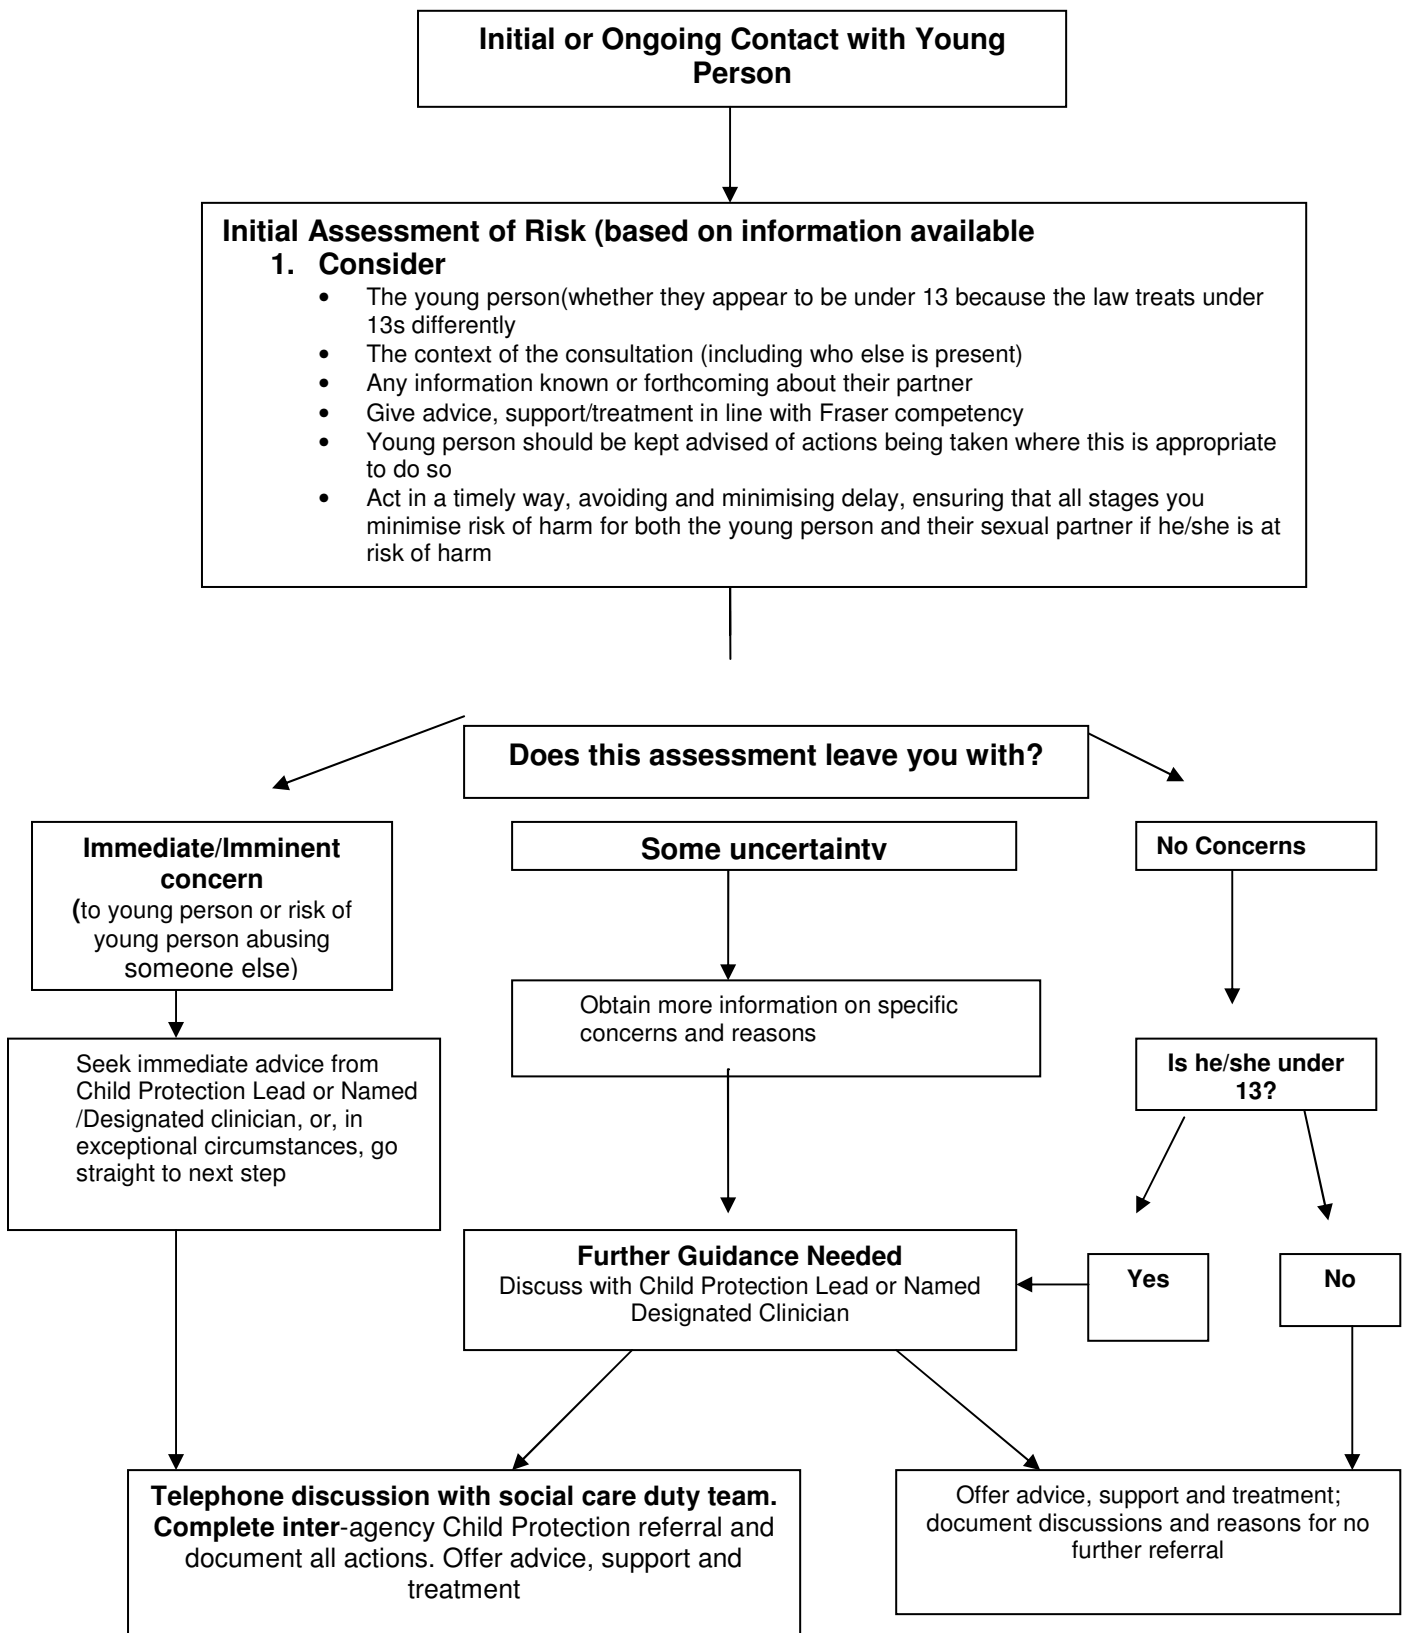 Initial or Ongoing Contact with Young
Person
Initial Assessment of Risk (based on information available
1. Consider
• The young person(whether they appear to be under 13 because the law treats under
13s differently
• The context of the consultation (including who else is present)
• Any information known or forthcoming about their partner
• Give advice, support/treatment in line with Fraser competency
• Young person should be kept advised of actions being taken where this is appropriate
to do so
• Act in a timely way, avoiding and minimising delay, ensuring that all stages you
minimise risk of harm for both the young person and their sexual partner if he/she is at
risk of harm
Does this assessment leave you with?
Immediate/Imminent
concern
(to young person or risk of
young person abusing
someone else)
Some uncertainty
No Concerns
Obtain more information on specific
concerns and reasons
Seek immediate advice from
Child Protection Lead or Named
/Designated clinician, or, in
exceptional circumstances, go
straight to next step
Is he/she under
13?
Further Guidance Needed
Discuss with Child Protection Lead or Named
Designated Clinician
Yes
No
Telephone discussion with social care duty team.
Complete inter-agency Child Protection referral and
document all actions. Offer advice, support and
treatment
Offer advice, support and treatment;
document discussions and reasons for no
further referral